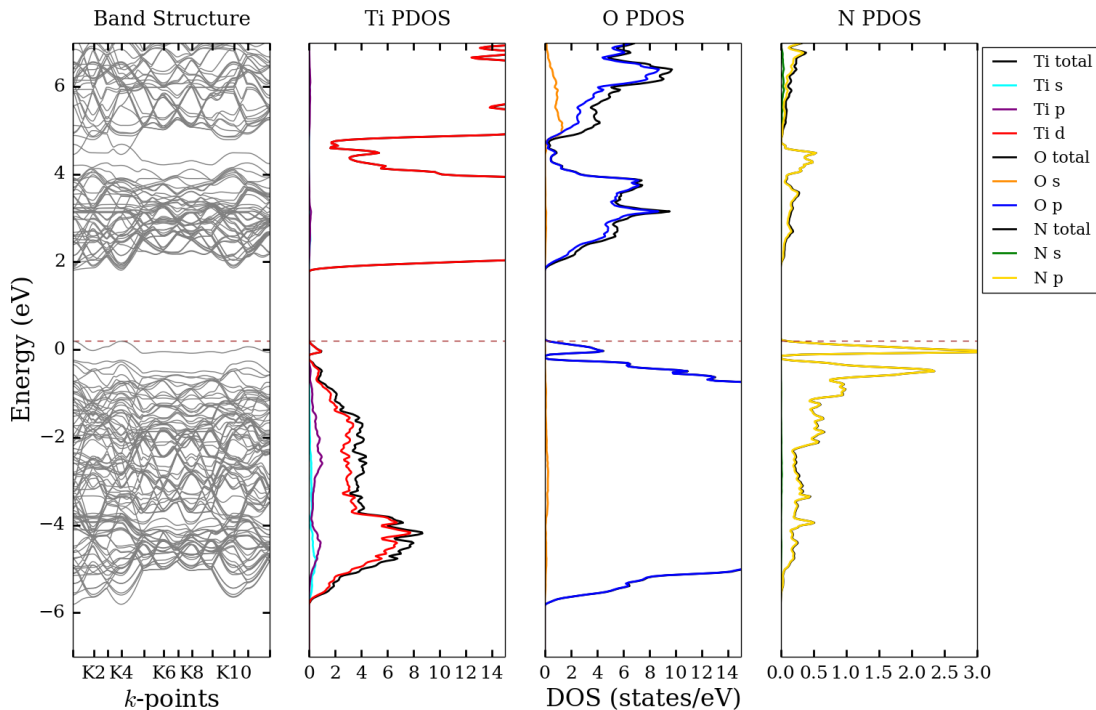 Band Structure
Ti PDOS
O PDOS
N PDOS
Energy (eV)
6
4
2
0
−2
−4
−6
K2 K4 K6 K8 K10
0 2 4 6 8 10 12 14
0 2 4 6 8 10 12 14
0.0 0.5 1.0 1.5 2.0 2.5 3.0
k-points
DOS (states/eV)
Ti total
Ti s
Ti p
Ti d
O total
O s
O p
N total
N s
N p